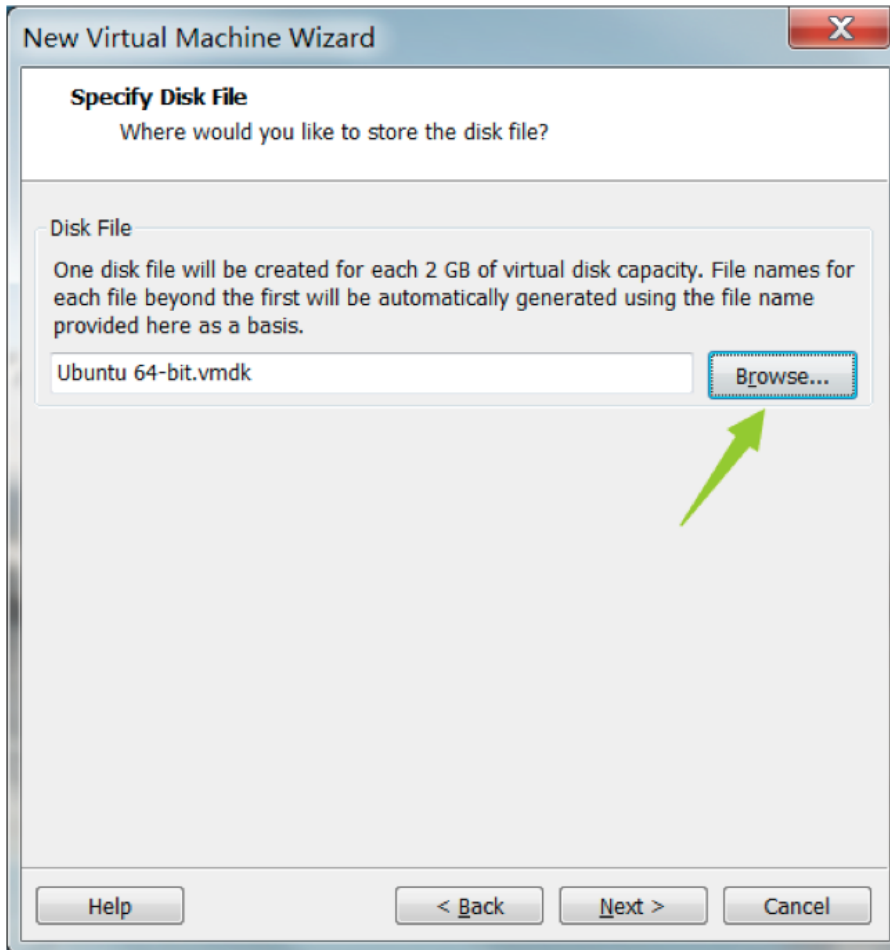 New Virtual Machine Wizard
Specify Disk File
Where would you like to store the disk file?
Disk File
One disk file will be created for each 2 GB of virtual disk capacity. File names for
each file beyond the first will be automatically generated using the file name
provided here as a basis.
Ubuntu 64-bit.vmdk
Browse...
Help
< Back
Next >
Cancel